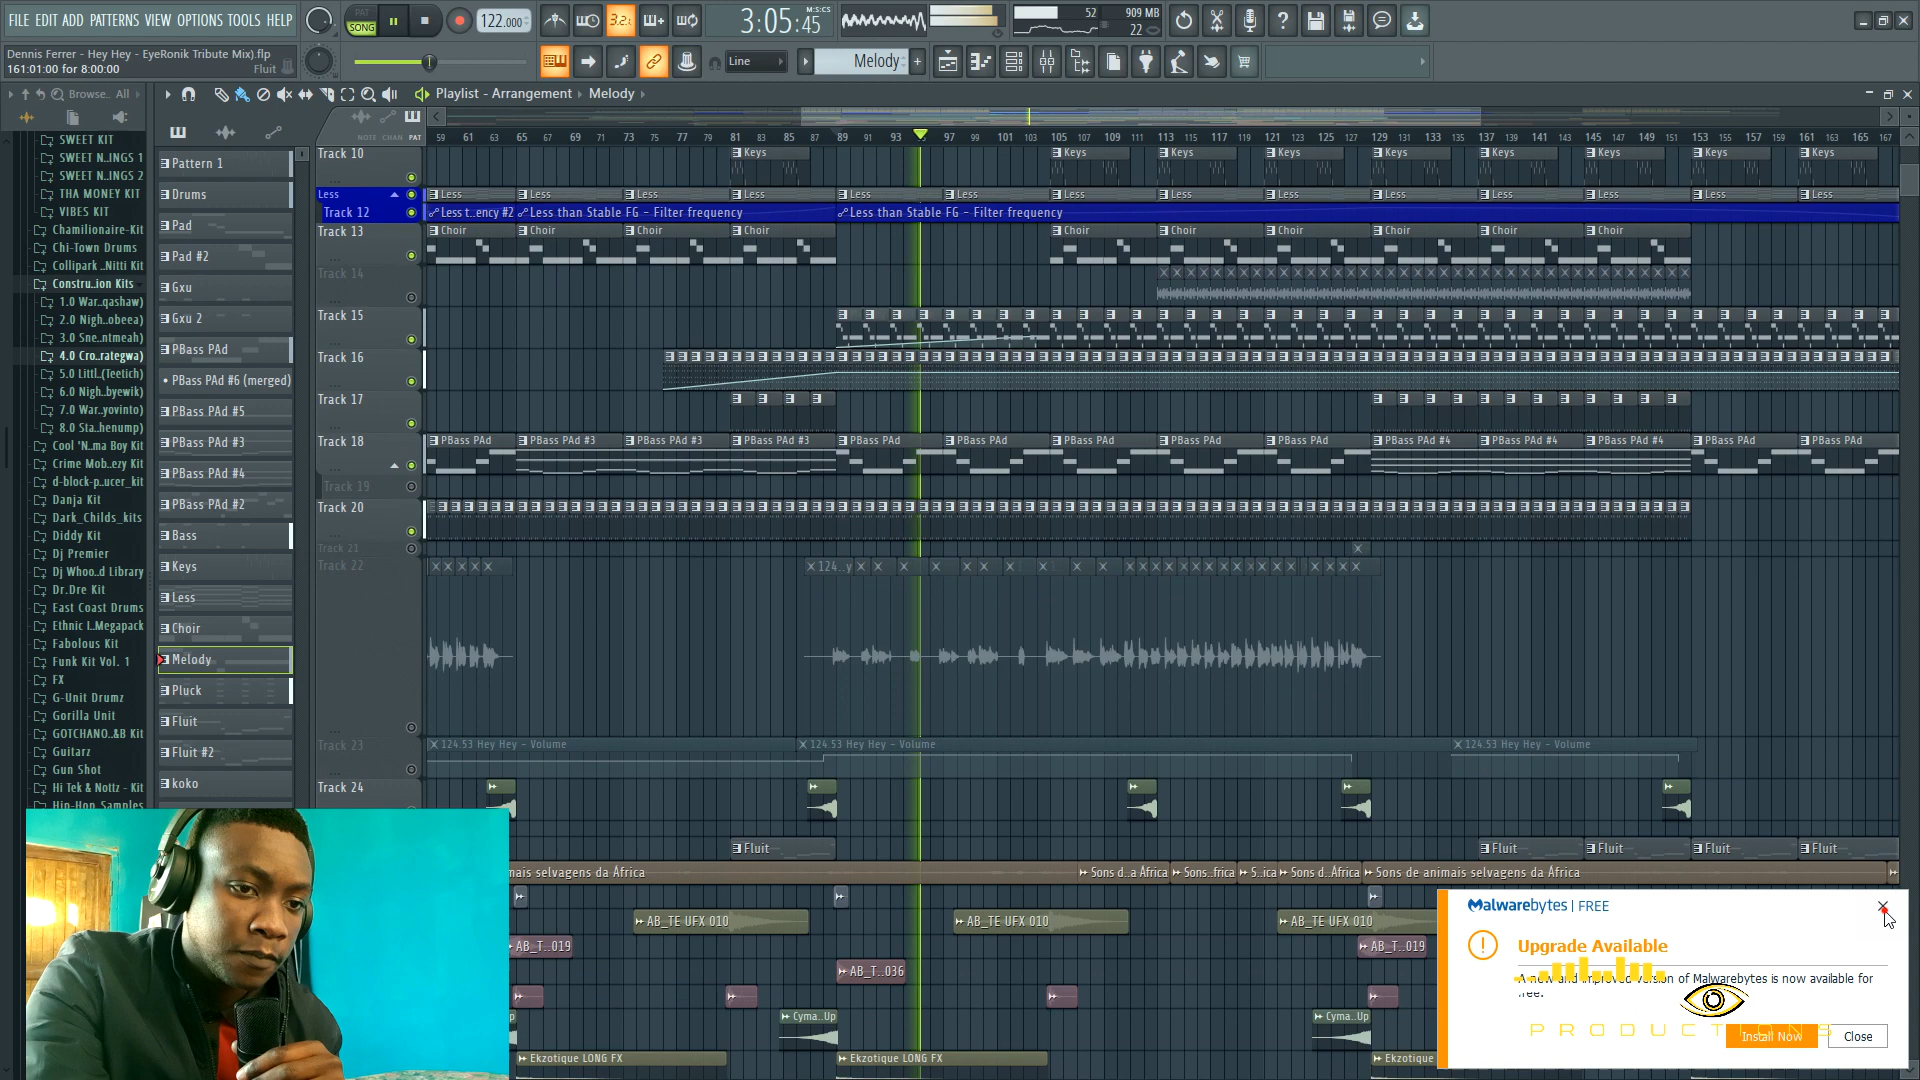 FILE EDIT ADD PATTERNS VIEW OPTIONS TOOLS HELP
PAT
SONG
122.000
3.2.
3:05:45
M:S:CS
52
909 MB
22
Dennis Ferrer - Hey Hey - EyeRonik Tribute Mix).flp
161:01:00 for 8:00:00
Fluit
Line
Melody
Browse.. All
Playlist - Arrangement › Melody ›
NOTE CHAN PAT
59 61 63 65 67 69 71 73 75 77 79 81 83 85 87 89 91 93 97 99 101 103 105 107 109 111 113 115 117 119 121 123 125 127 129 131 133 135 137 139 141 143 145 147 149 151 153 155 157 159 161 163 165 167
SWEET KIT
SWEET N..INGS 1
SWEET N..INGS 2
THA MONEY KIT
VIBES KIT
Chamilionaire-Kit
Chi-Town Drums
Collipark ..Nitti Kit
Constru..ion Kits
1.0 War..qashaw)
2.0 Nigh..obeea)
3.0 Sne..ntmeah)
4.0 Cro..rategwa)
5.0 Littl..(Teetich)
6.0 Nigh..byewik)
7.0 War..yovinto)
8.0 Sta..henump)
Cool 'N..ma Boy Kit
Crime Mob..ezy Kit
d-block-p..ucer_kit
Danja Kit
Dark_Childs_kits
Diddy Kit
Dj Premier
Dj Whoo..d Library
Dr.Dre Kit
East Coast Drums
Ethnic I..Megapack
Fabolous Kit
Funk Kit Vol. 1
FX
G-Unit Drumz
Gorilla Unit
GOTCHANO..&B Kit
Guitarz
Gun Shot
Hi Tek & Nottz - Kit
Hip-Hop Samples
Pattern 1
Drums
Pad
Pad #2
Gxu
Gxu 2
PBass PAd
PBass PAd #6 (merged)
PBass PAd #5
PBass PAd #3
PBass PAd #4
PBass PAd #2
Bass
Keys
Less
Choir
Melody
Pluck
Fluit
Fluit #2
koko
Track 10
Keys Keys Keys Keys Keys Keys Keys Keys Keys
Less
Less Less Less Less Less Less Less Less Less Less Less Less Less Less
Track 12
Less t..ency #2 Less than Stable FG - Filter frequency Less than Stable FG - Filter frequency
Track 13
Choir Choir Choir Choir Choir Choir Choir Choir Choir Choir
Track 14
Track 15
Track 16
Track 17
Track 18
PBass PAd PBass PAd #3 PBass PAd #3 PBass PAd #3 PBass PAd PBass PAd PBass PAd PBass PAd PBass PAd PBass PAd #4 PBass PAd #4 PBass PAd #4 PBass PAd PBass PAd
Track 19
Track 20
Track 21
Track 22
124..y
Track 23
124.53 Hey Hey - Volume 124.53 Hey Hey - Volume 124.53 Hey Hey - Volume
Track 24
Fluit Fluit Fluit Fluit Fluit
mais selvagens da África Sons d..a África Sons..frica S..ica Sons d..África Sons de animais selvagens da África
AB_TE UFX 010 AB_TE UFX 010 AB_TE UFX 010
AB_T..019 AB_T..019
AB_T..036
Cyma..Up Cyma..Up
Ekzotique LONG FX Ekzotique LONG FX Ekzotique
Malwarebytes | FREE
Upgrade Available
A new and improved version of Malwarebytes is now available for
free.
PRODUCTIONS
Install Now
Close